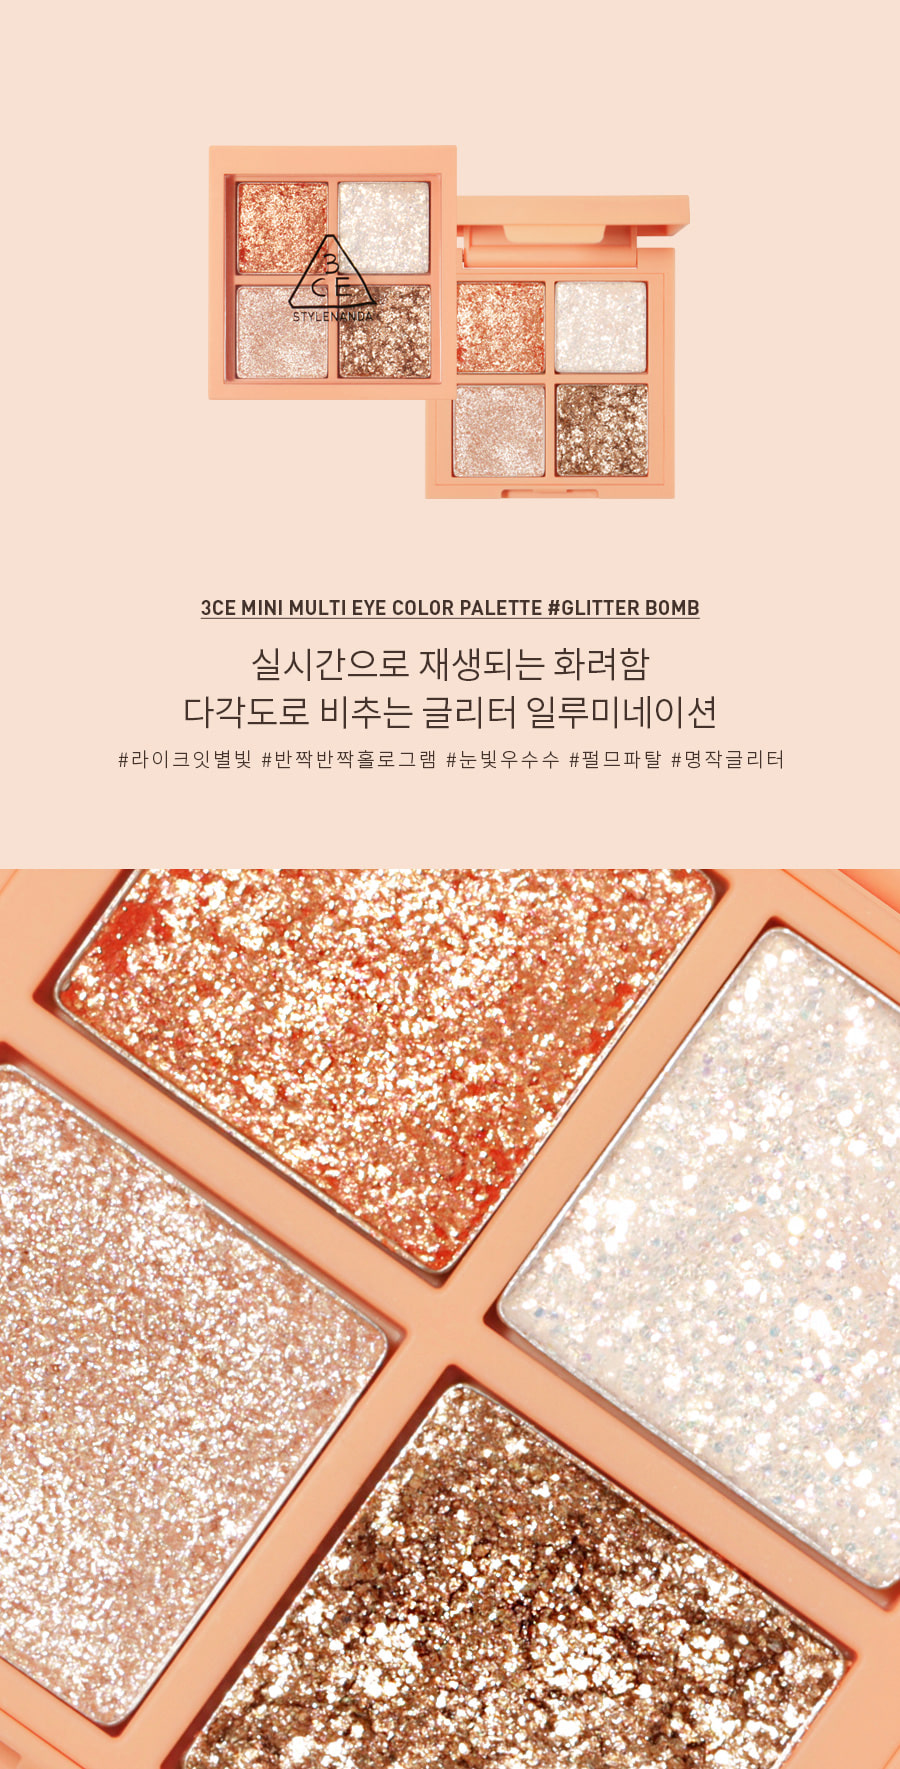 3
CE
STYLENANDA
3CE MINI MULTI EYE COLOR PALETTE #GLITTER BOMB
실시간으로 재생되는 화려함
다각도로 비추는 글리터 일루미네이션
#라이크잇별빛 #반짝반짝홀로그램 #눈빛우수수 #펄므파탈 #명작글리터